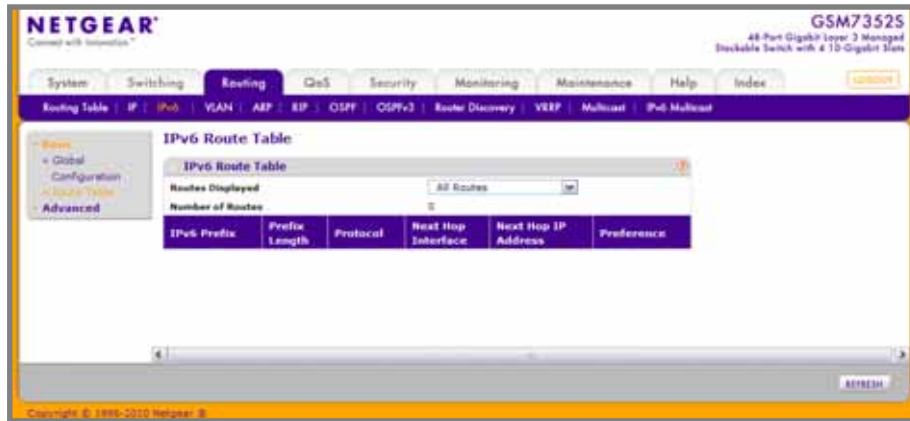 NETGEAR
Connect with Innovation™
GSM7352S
48-Port Gigabit Layer 3 Managed
Stackable Switch with 4 10-Gigabit Slots
System Switching Routing QoS Security Monitoring Maintenance Help Index LOGOUT
Routing Table | IP | IPv6 | VLAN | ARP | RIP | OSPF | OSPFv3 | Router Discovery | VRRP | Multicast | IPv6 Multicast
Basic
Global
Configuration
Route Table
Advanced
IPv6 Route Table
IPv6 Route Table
Routes Displayed All Routes
Number of Routes
IPv6 Prefix Prefix Length Protocol Next Hop Interface Next Hop IP Address Preference
REFRESH
Copyright © 1996-2010 Netgear ®